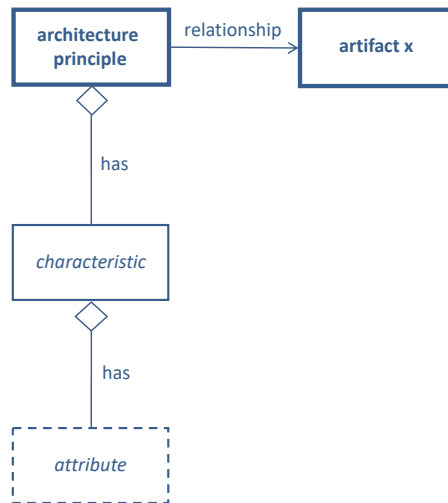 architecture
principle
relationship
artifact x
has
characteristic
has
attribute